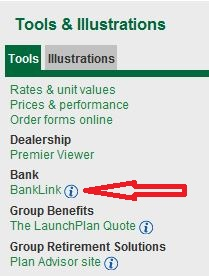 Tools & Illustrations
Tools Illustrations
Rates & unit values
Prices & performance
Order forms online
Dealership
Premier Viewer
Bank
BankLink
Group Benefits
The LaunchPlan Quote
Group Retirement Solutions
Plan Advisor site